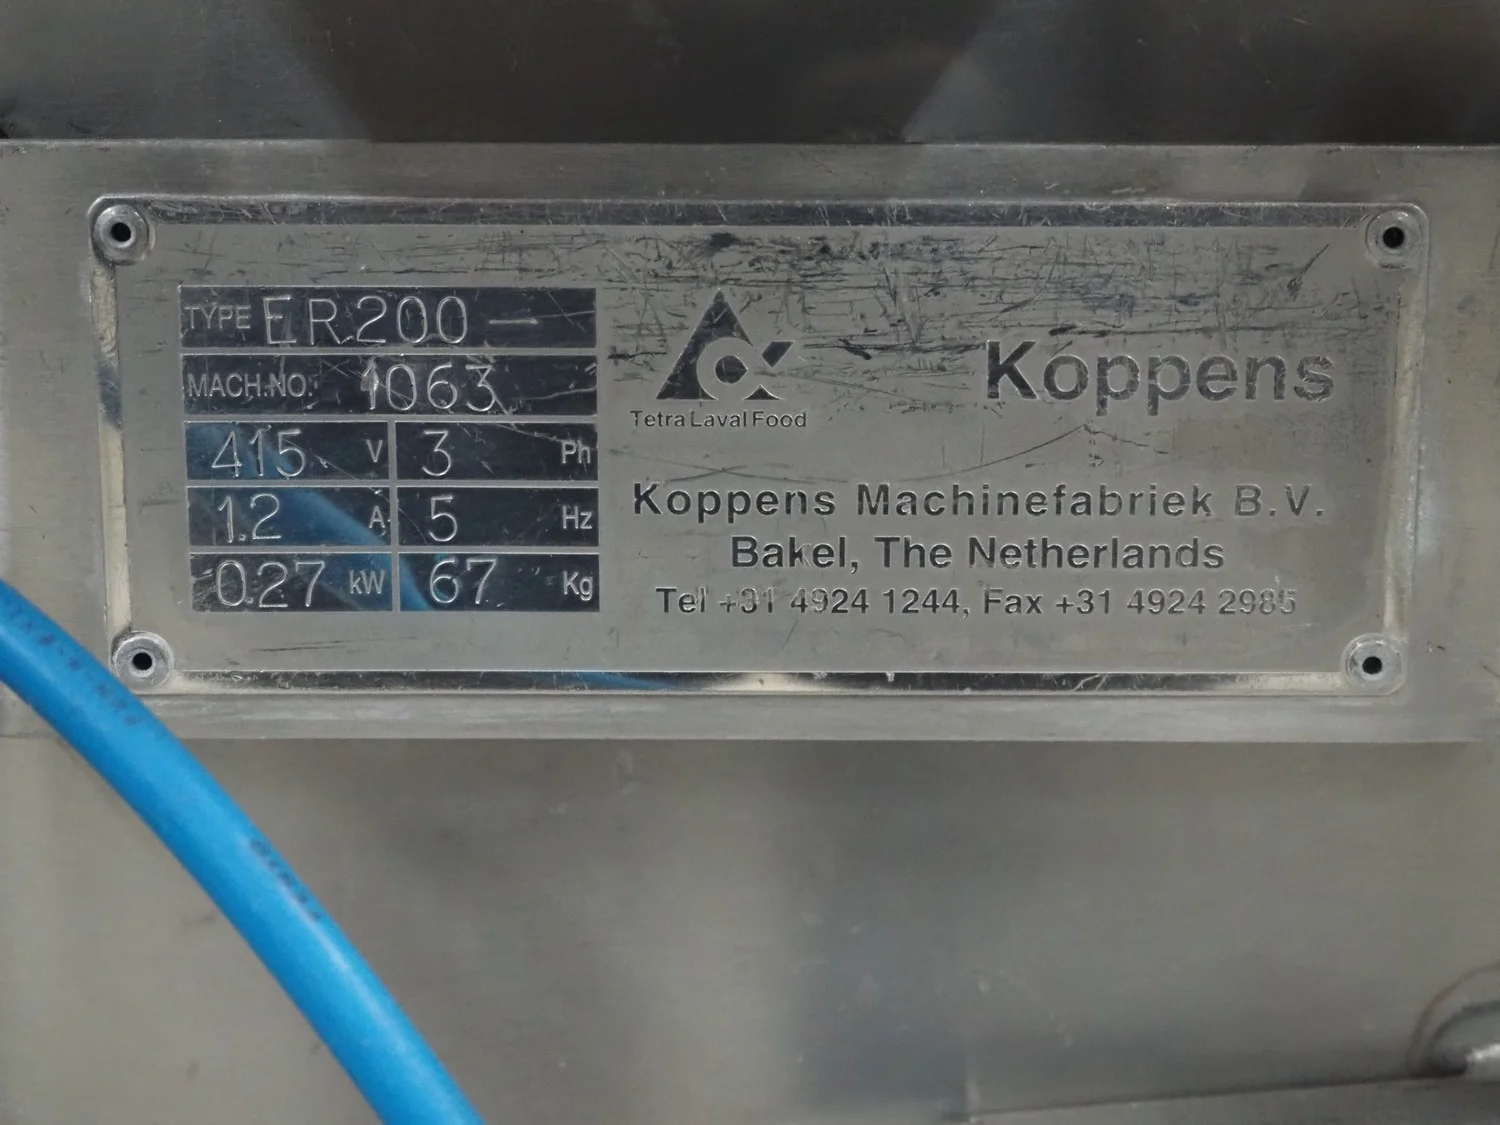 TYPE ER200 -
MACH.NO: 1063
415 V 3 Ph
1.2 A 5 Hz
0.27 kW 67 Kg
Tetra Laval Food
Koppens
Koppens Machinefabriek B.V.
Bakel, The Netherlands
Tel +31 4924 1244, Fax +31 4924 2985